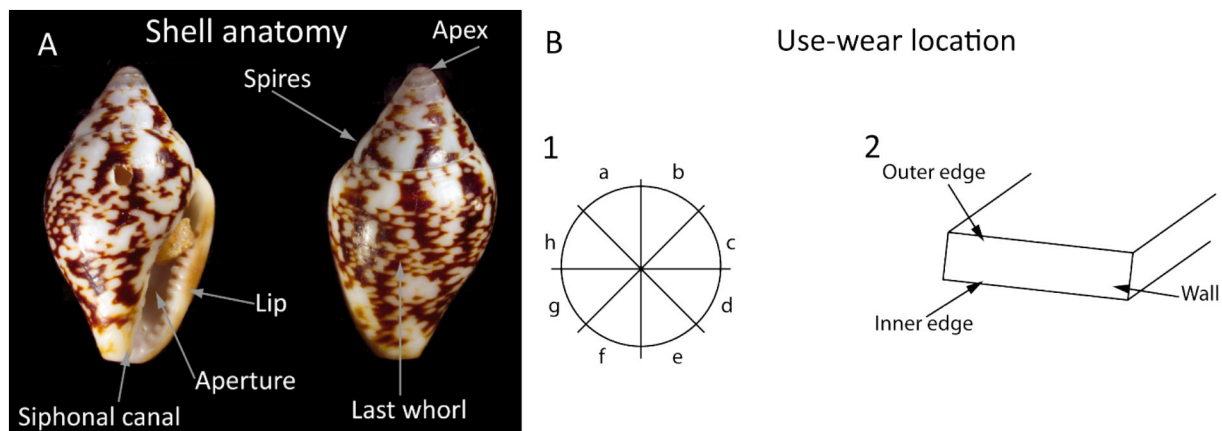 A
Shell anatomy
Apex
Spires
Lip
Aperture
Siphonal canal
Last whorl
B
Use-wear location
1
a
b
h
c
g
d
f
e
2
Outer edge
Wall
Inner edge